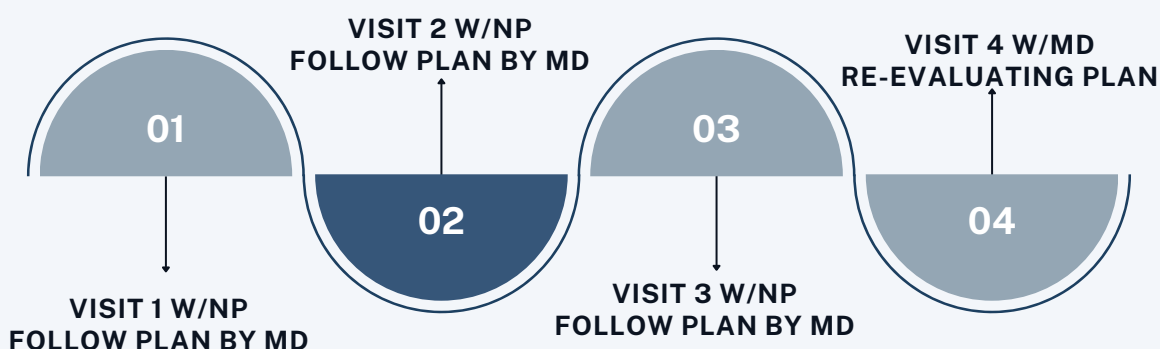 01
VISIT 1 W/NP
FOLLOW PLAN BY MD
VISIT 2 W/NP
FOLLOW PLAN BY MD
02
03
VISIT 3 W/NP
FOLLOW PLAN BY MD
VISIT 4 W/MD
RE-EVALUATING PLAN
04